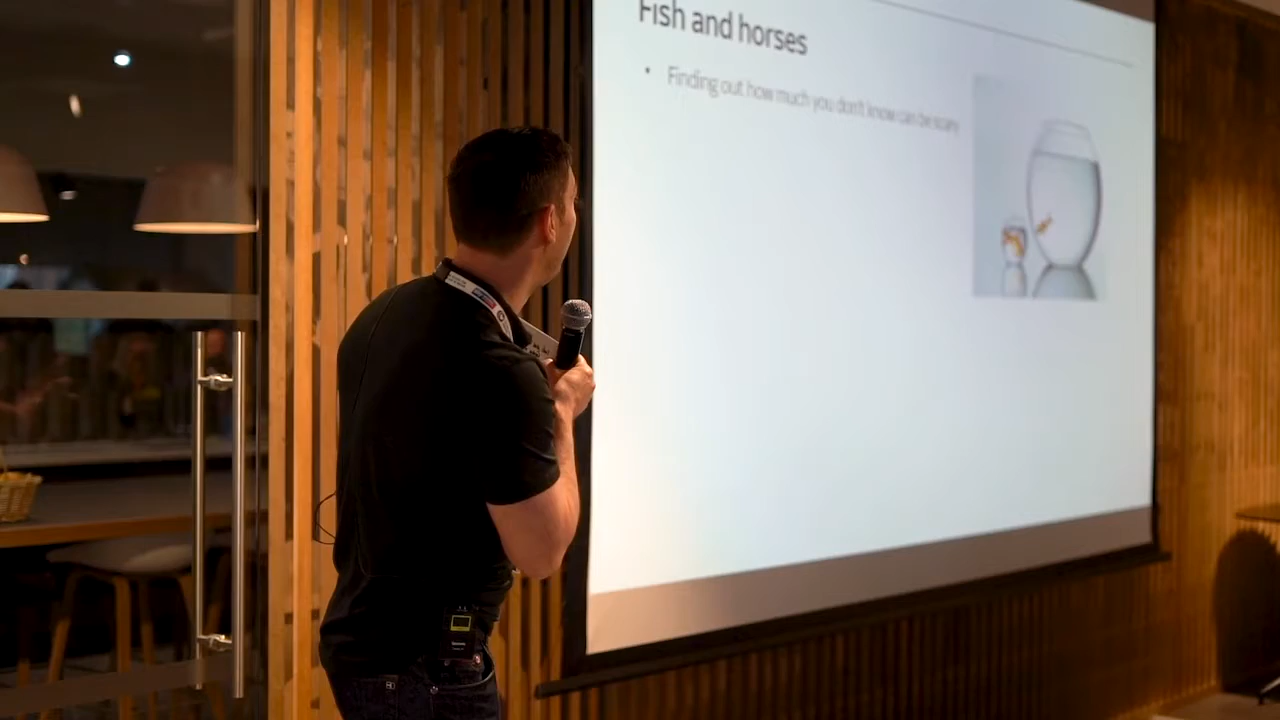 Fish and horses
• Finding out how much you don't know can be scary